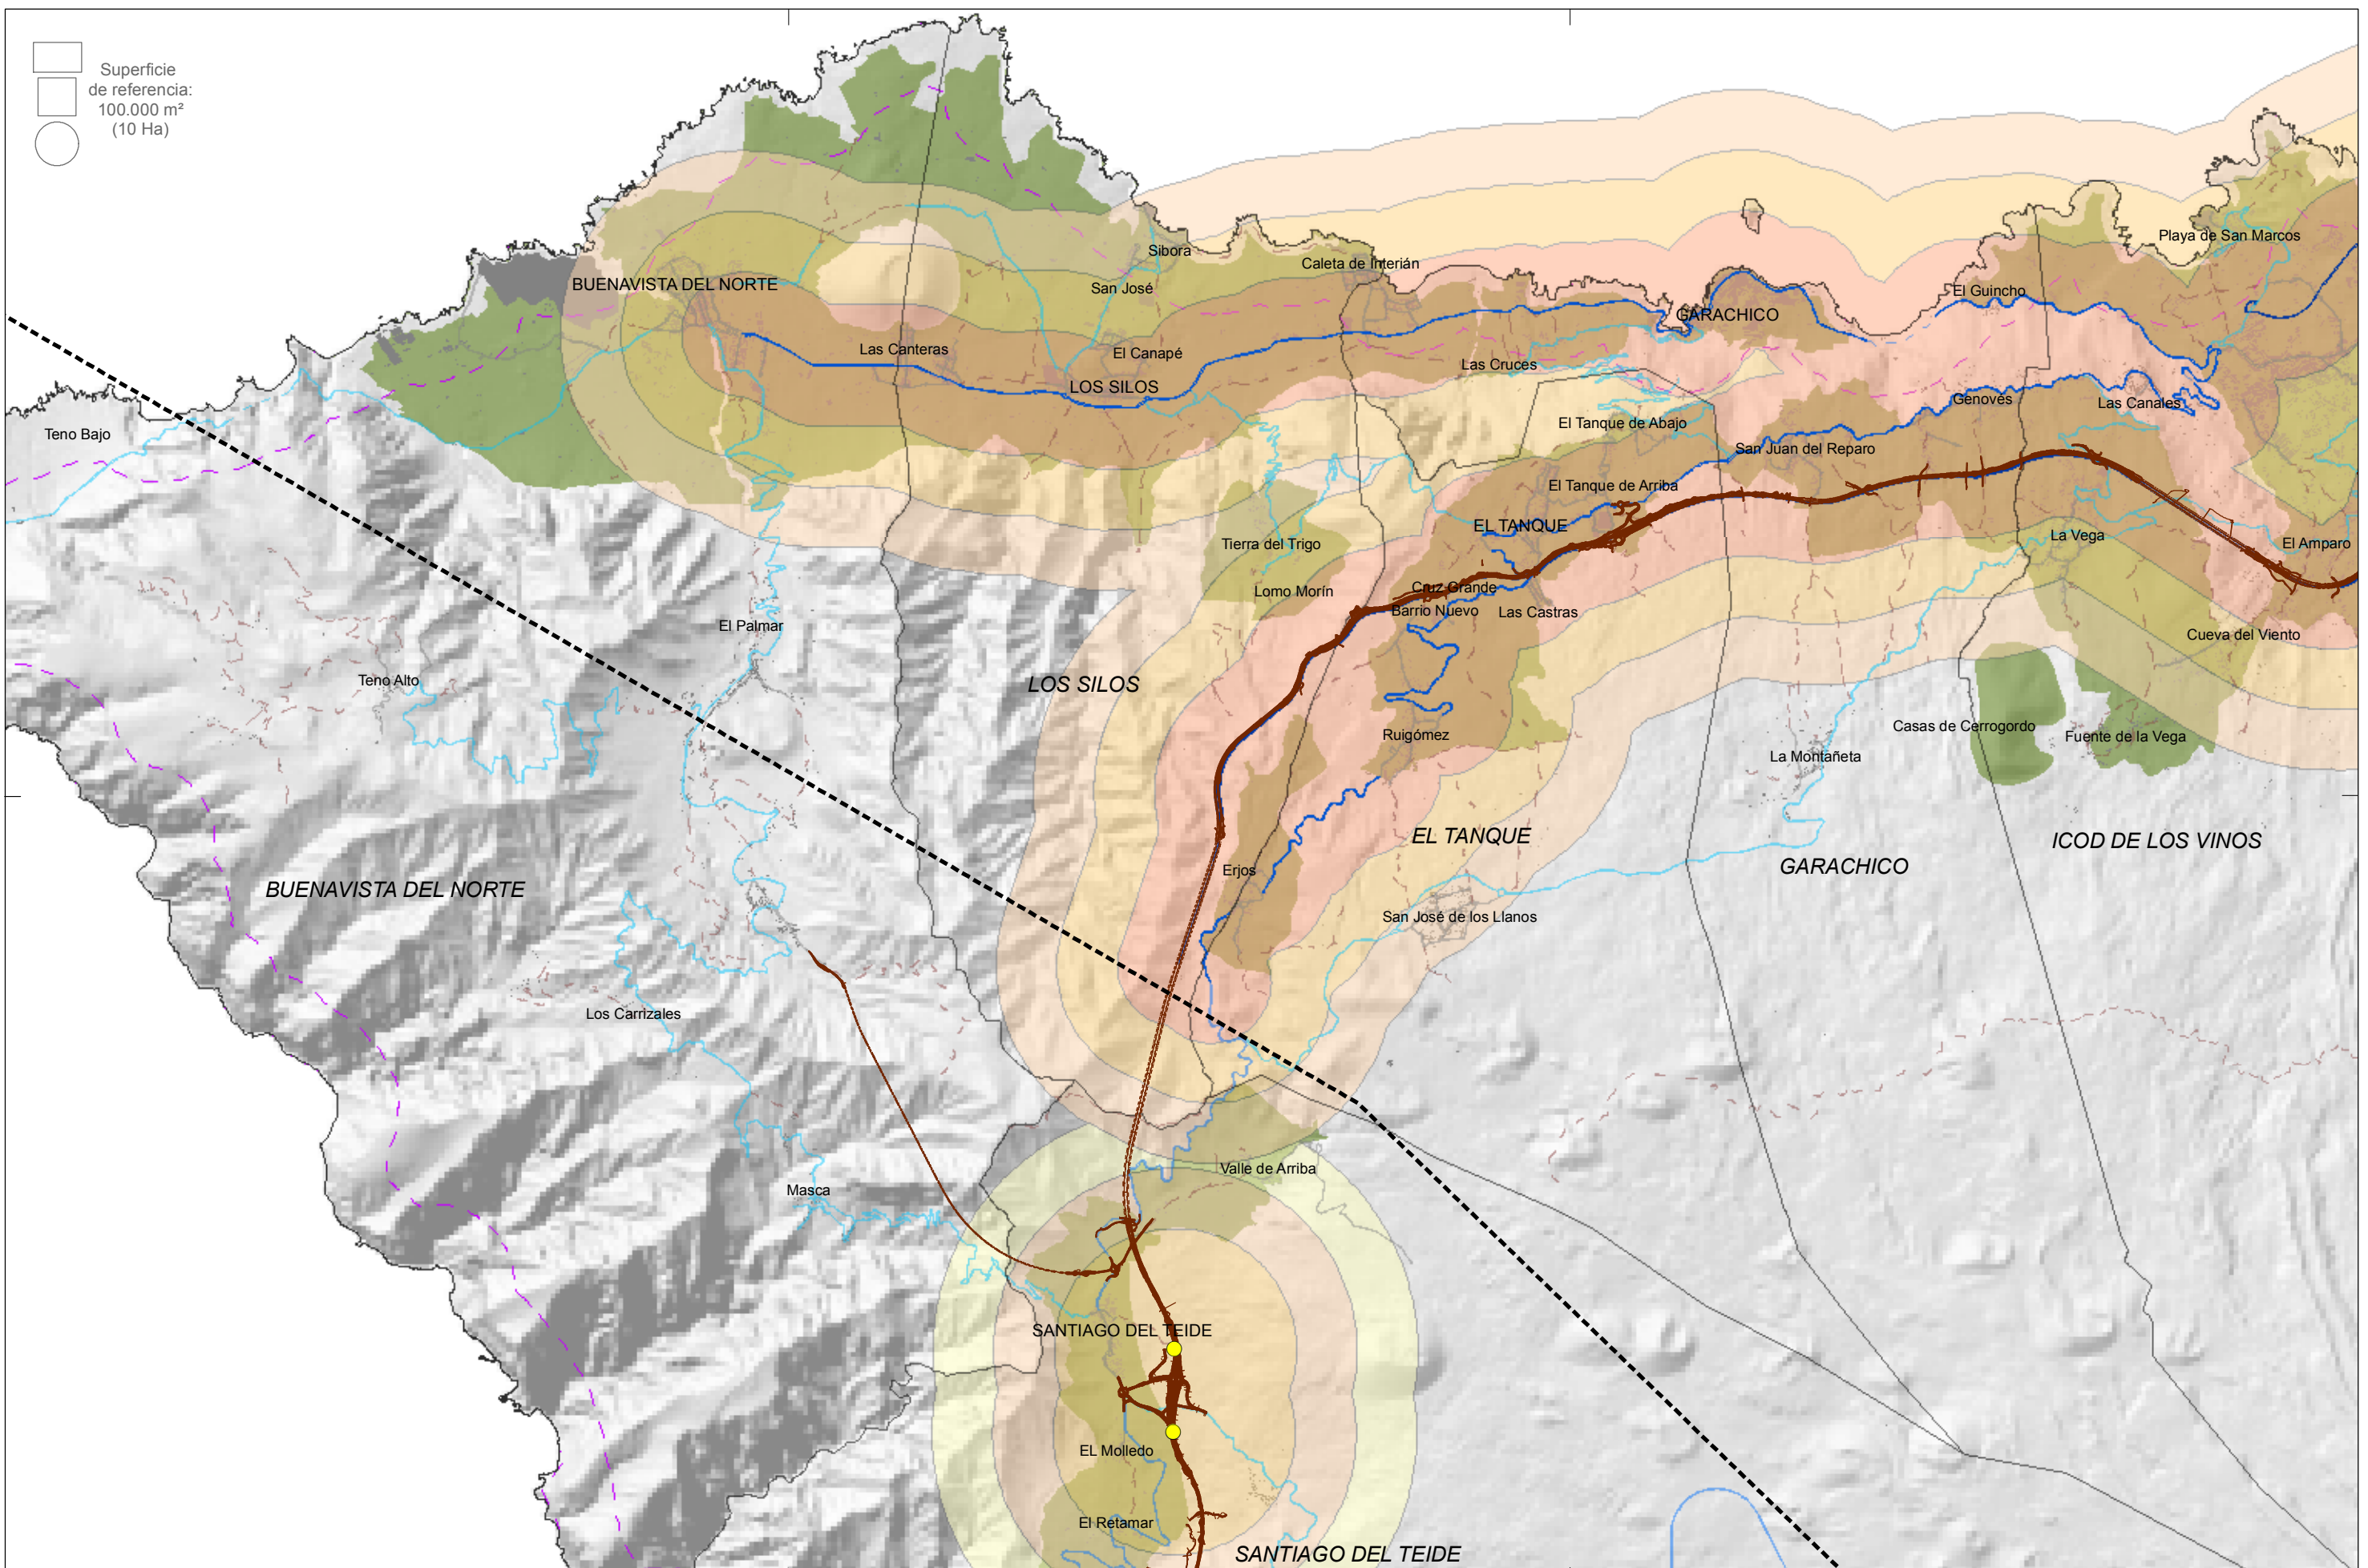 Superficie
de referencia:
100.000 m²
(10 Ha)
Playa de San Marcos
Sibora
Caleta de Interián
BUENAVISTA DEL NORTE
San José
El Guincho
GARACHICO
Las Canteras
El Canapé
Las Cruces
LOS SILOS
Genovés
Las Canales
El Tanque de Abajo
Teno Bajo
San Juan del Reparo
El Tanque de Arriba
EL TANQUE
La Vega
Tierra del Trigo
El Amparo
Cruz Grande
Lomo Morín
Barrio Nuevo
Las Castras
El Palmar
Cueva del Viento
Teno Alto
LOS SILOS
Casas de Cerrogordo
Ruigómez
Fuente de la Vega
La Montañeta
EL TANQUE
ICOD DE LOS VINOS
GARACHICO
Erjos
BUENAVISTA DEL NORTE
San José de los Llanos
Los Carrizales
Valle de Arriba
Masca
SANTIAGO DEL TEIDE
EL Molledo
El Retamar
SANTIAGO DEL TEIDE